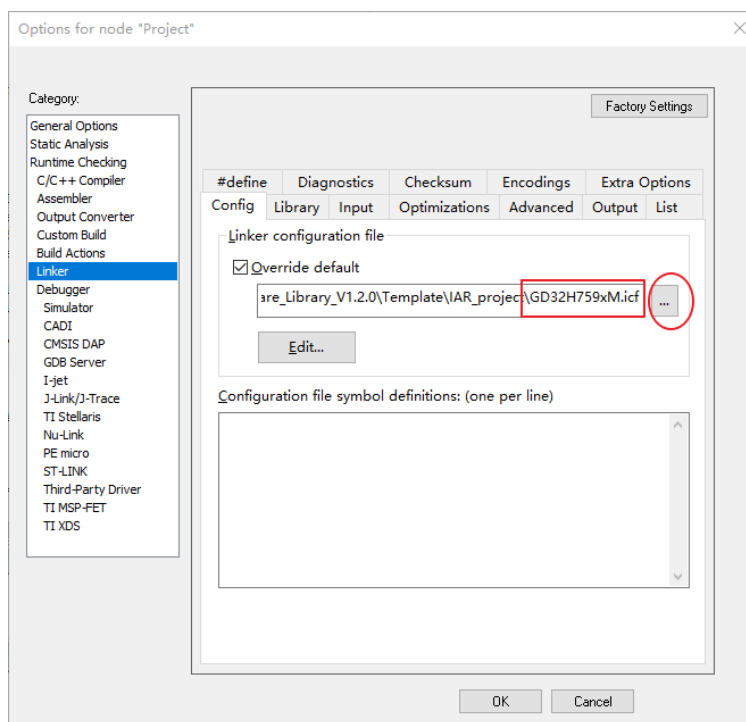 Options for node "Project"
Category:
Factory Settings
General Options
Static Analysis
Runtime Checking
C/C++ Compiler
Assembler
Output Converter
Custom Build
Build Actions
Linker
Debugger
Simulator
CADI
CMSIS DAP
GDB Server
I-jet
J-Link/J-Trace
TI Stellaris
Nu-Link
PE micro
ST-LINK
Third-Party Driver
TI MSP-FET
TI XDS
#define Diagnostics Checksum Encodings Extra Options
Config Library Input Optimizations Advanced Output List
Linker configuration file
Override default
are_Library_V1.2.0\Template\IAR_project\GD32H759xM.icf
...
Edit...
Configuration file symbol definitions: (one per line)
OK Cancel